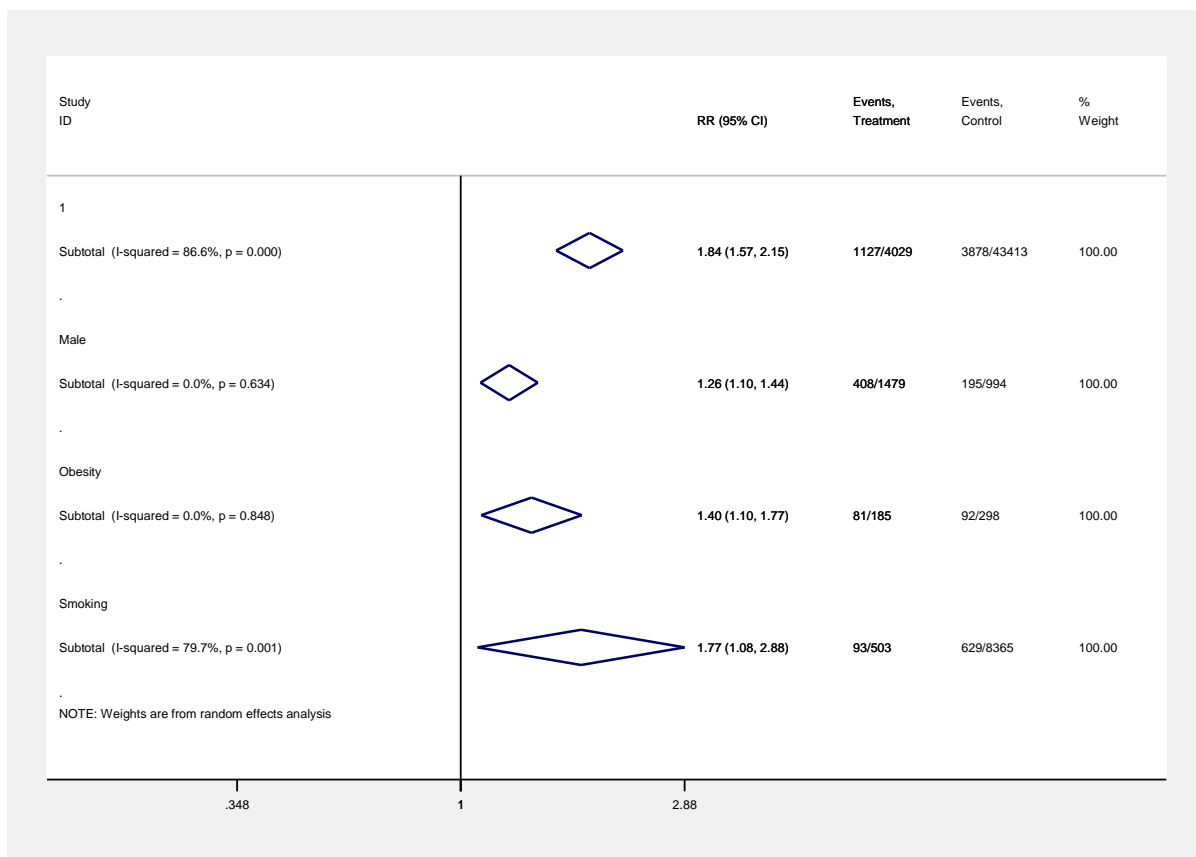 Study Events, Events, %
ID RR (95% CI) Treatment Control Weight
1
Subtotal (I-squared = 86.6%, p = 0.000) 1.84 (1.57, 2.15) 1127/4029 3878/43413 100.00
.
Male
Subtotal (I-squared = 0.0%, p = 0.634) 1.26 (1.10, 1.44) 408/1479 195/994 100.00
.
Obesity
Subtotal (I-squared = 0.0%, p = 0.848) 1.40 (1.10, 1.77) 81/185 92/298 100.00
.
Smoking
Subtotal (I-squared = 79.7%, p = 0.001) 1.77 (1.08, 2.88) 93/503 629/8365 100.00
.
NOTE: Weights are from random effects analysis
.348 1 2.88